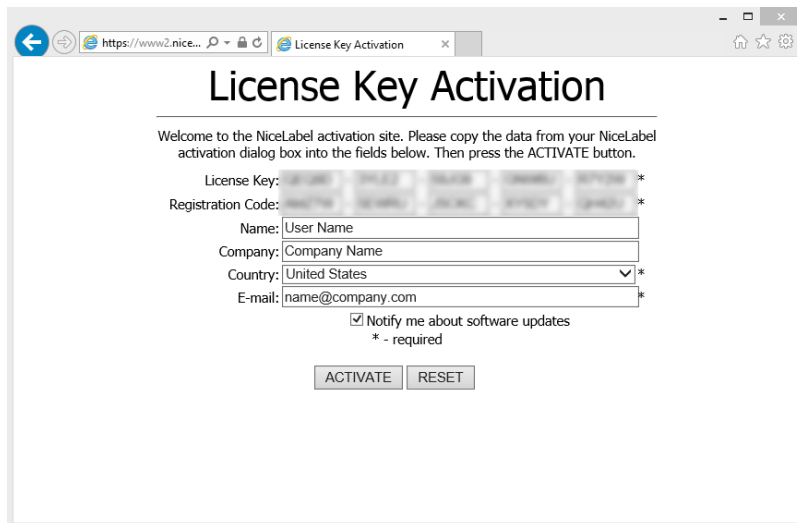 https://www2.nice...
License Key Activation
License Key Activation
Welcome to the NiceLabel activation site. Please copy the data from your NiceLabel
activation dialog box into the fields below. Then press the ACTIVATE button.
License Key: - - - - *
Registration Code: - - - - *
Name: User Name
Company: Company Name
Country: United States *
E-mail: name@company.com *
Notify me about software updates
* - required
ACTIVATE RESET